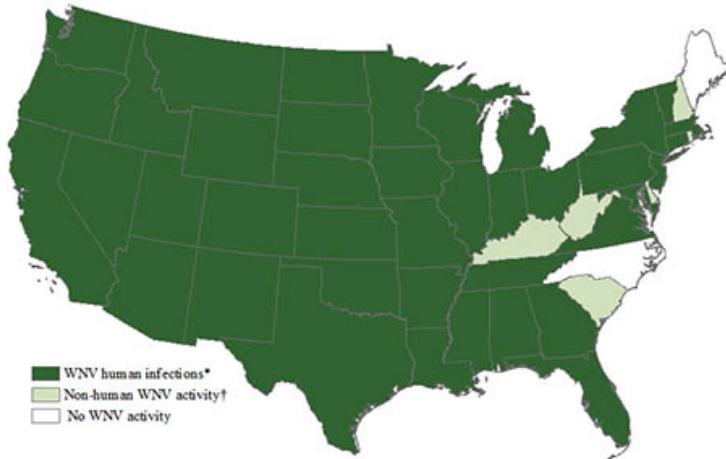 WNV human infections*
Non-human WNV activity†
No WNV activity